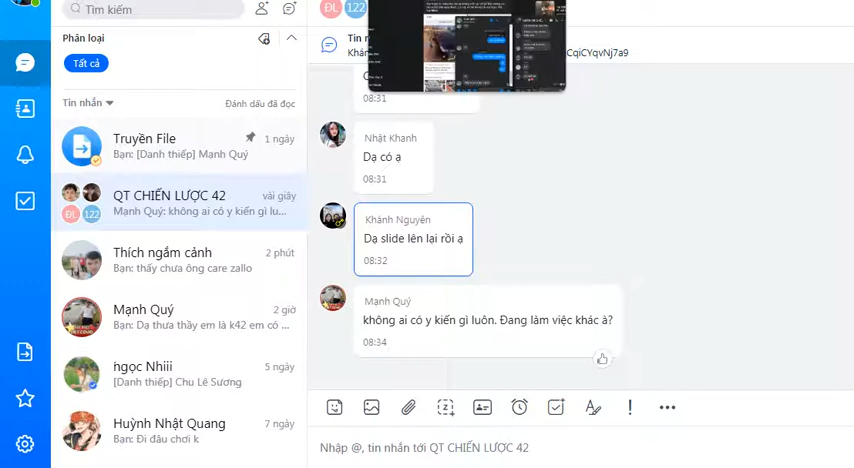 Tìm kiếm
Phân loại
Tất cả
Tin nhắn
Đánh dấu đã đọc
Truyền File
1 ngày
Bạn: [Danh thiếp] Mạnh Quý
QT CHIẾN LƯỢC 42
vài giây
Mạnh Quý: không ai có ý kiến gì lu...
ĐL
122
Thích ngắm cảnh
2 phút
Bạn: thấy chưa ông care zallo
Mạnh Quý
2 giờ
Bạn: Dạ thưa thầy em là k42 em có ...
ngọc Nhiii
5 ngày
[Danh thiếp] Chu Lê Sương
Huỳnh Nhật Quang
7 ngày
Bạn: Đi đâu chơi k
ĐL
122
Tin n
Khá
CqiCYqvNj7a9
08:31
Nhật Khanh
Dạ có ạ
08:31
Khánh Nguyên
Dạ slide lên lại rồi ạ
08:32
Mạnh Quý
không ai có ý kiến gì luôn. Đang làm việc khác à?
08:34
Nhập @, tin nhắn tới QT CHIẾN LƯỢC 42